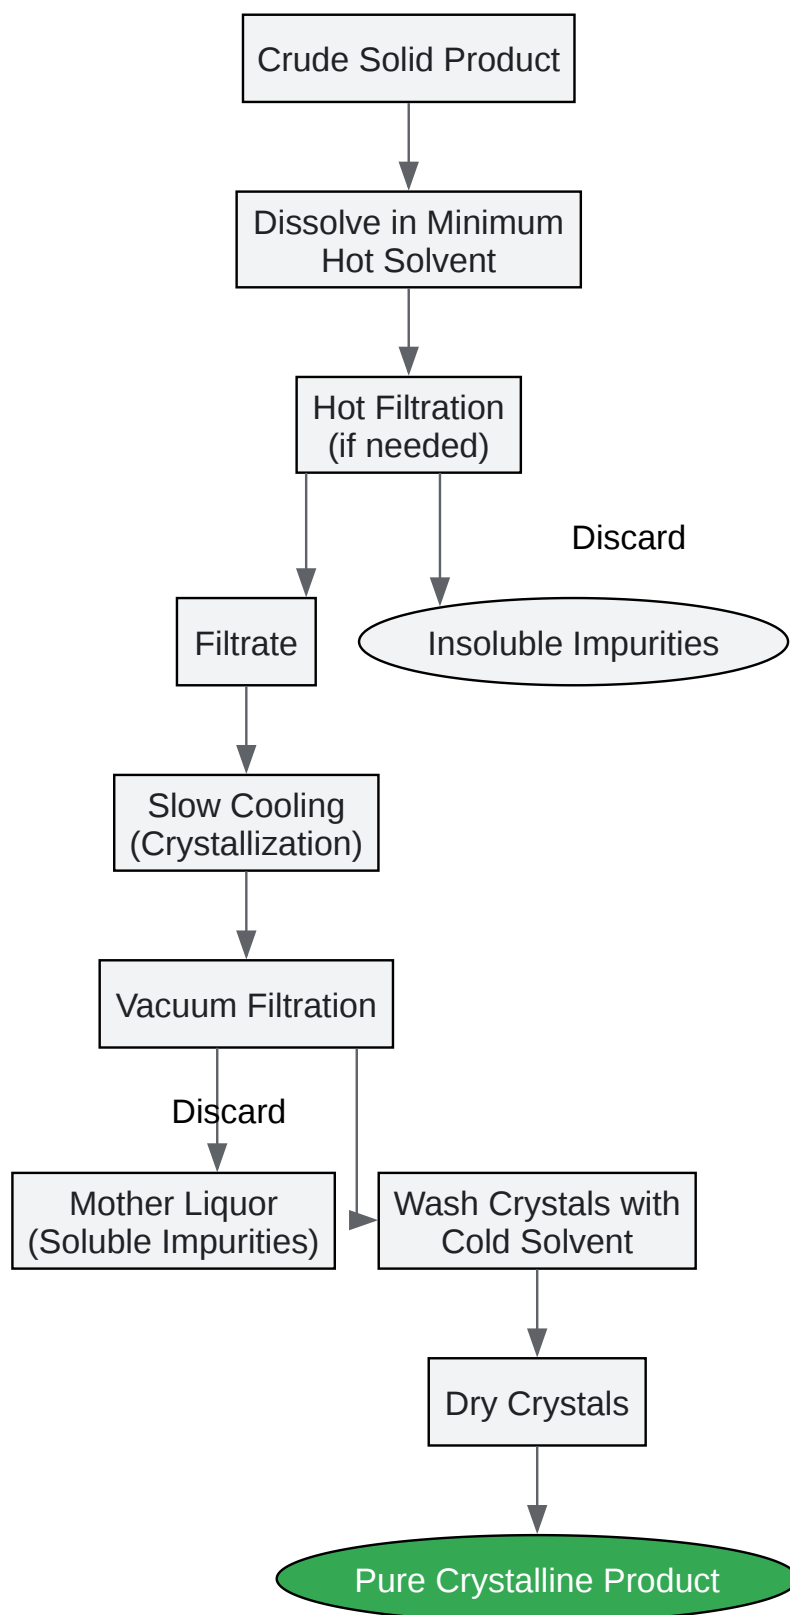 Crude Solid Product
Dissolve in Minimum
Hot Solvent
Hot Filtration
(if needed)
Discard
Filtrate
Insoluble Impurities
Slow Cooling
(Crystallization)
Vacuum Filtration
Discard
Mother Liquor
(Soluble Impurities)
Wash Crystals with
Cold Solvent
Dry Crystals
Pure Crystalline Product